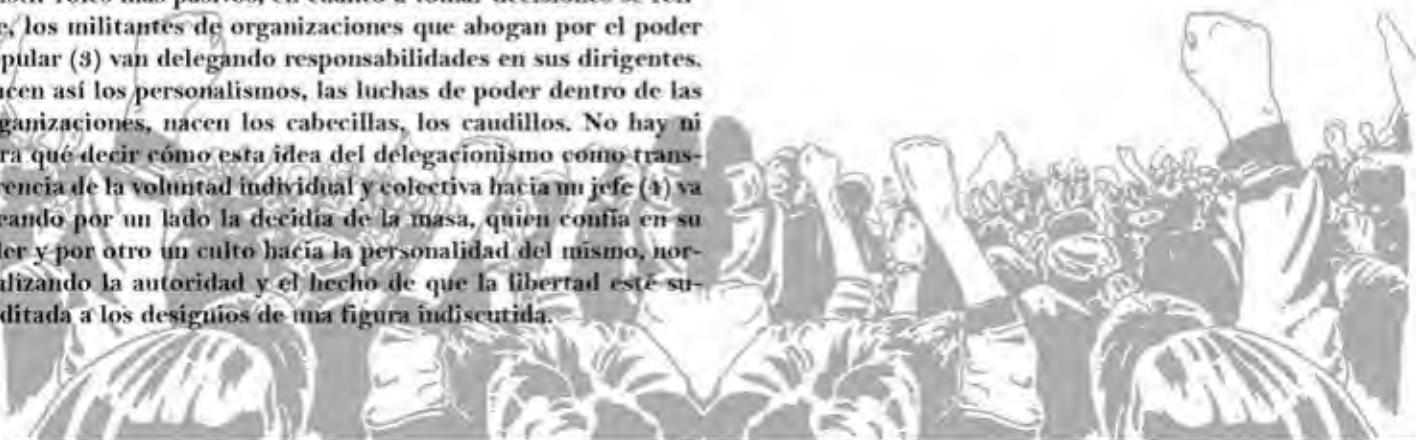 roles más pasivos, en cuanto a tomar decisiones se
los militantes de organizaciones que abogan por el poder
pular (3) van delegando responsabilidades en sus dirigentes.
cen así los personalismos, las luchas de poder dentro de las
ganizaciones, nacen los cabecillas, los caudillos. No hay ni
ra qué decir cómo esta idea del delegacionismo como trans-
rencia de la voluntad individual y colectiva hacia un jefe (4) va
eando por un lado la decidia de la masa, quien confía en su
der y por otro un culto hacia la personalidad del mismo, nor-
alizando la autoridad y el hecho de que la libertad esté su-
ditada a los designios de una figura indiscutida.